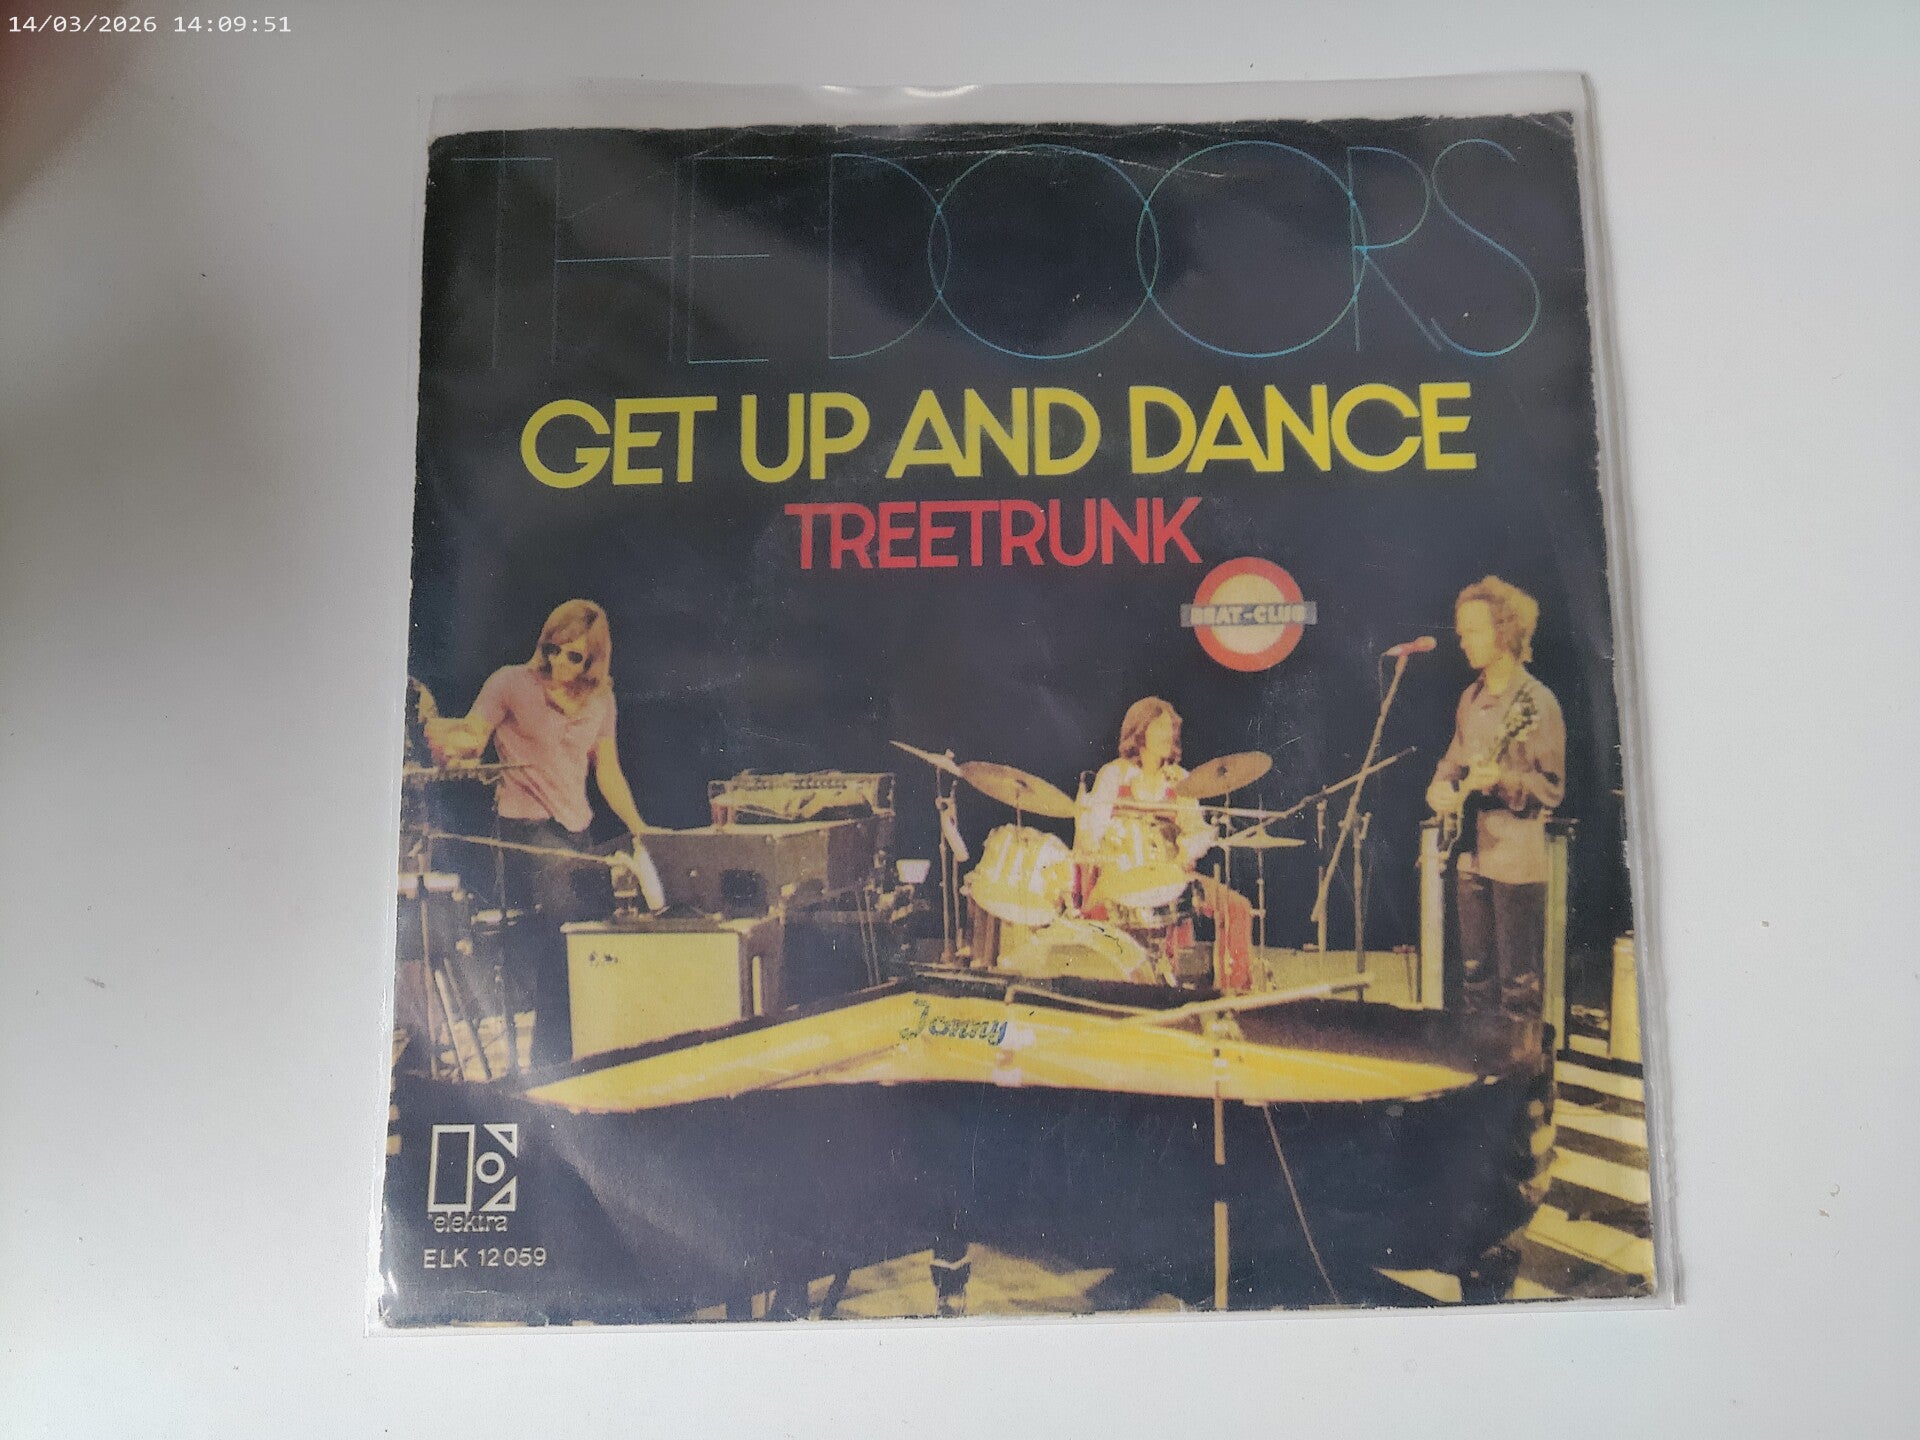 14/03/2026 14:09:51
THE DOORS
GET UP AND DANCE
TREETRUNK
BEAT-CLUB
Jonny
elektra
ELK 12 059